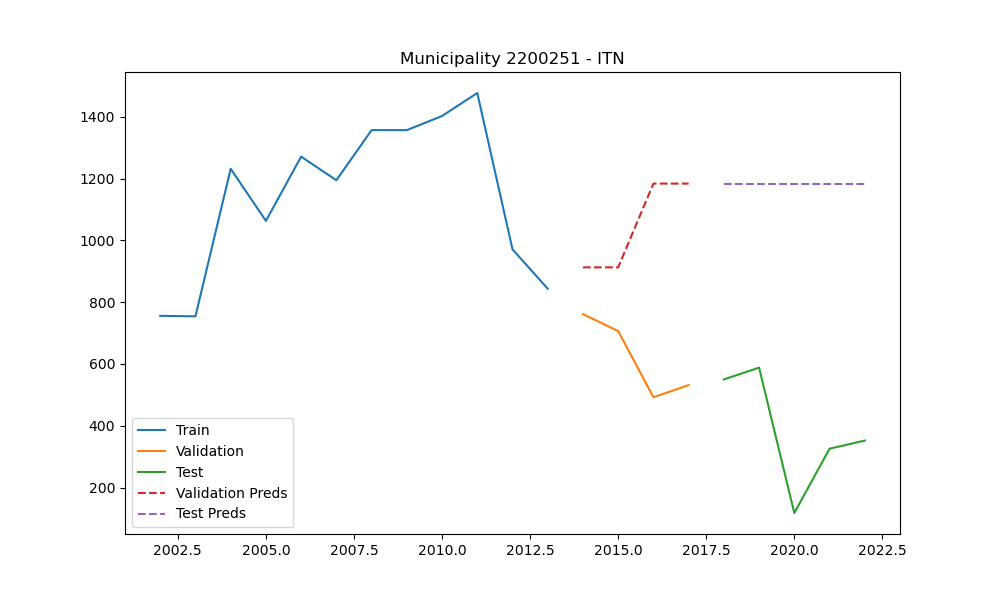 Municipality 2200251 - ITN
1400
1200
1000
800
600
400
200
Train
Validation
Test
Validation Preds
Test Preds
2002.5 2005.0 2007.5 2010.0 2012.5 2015.0 2017.5 2020.0 2022.5